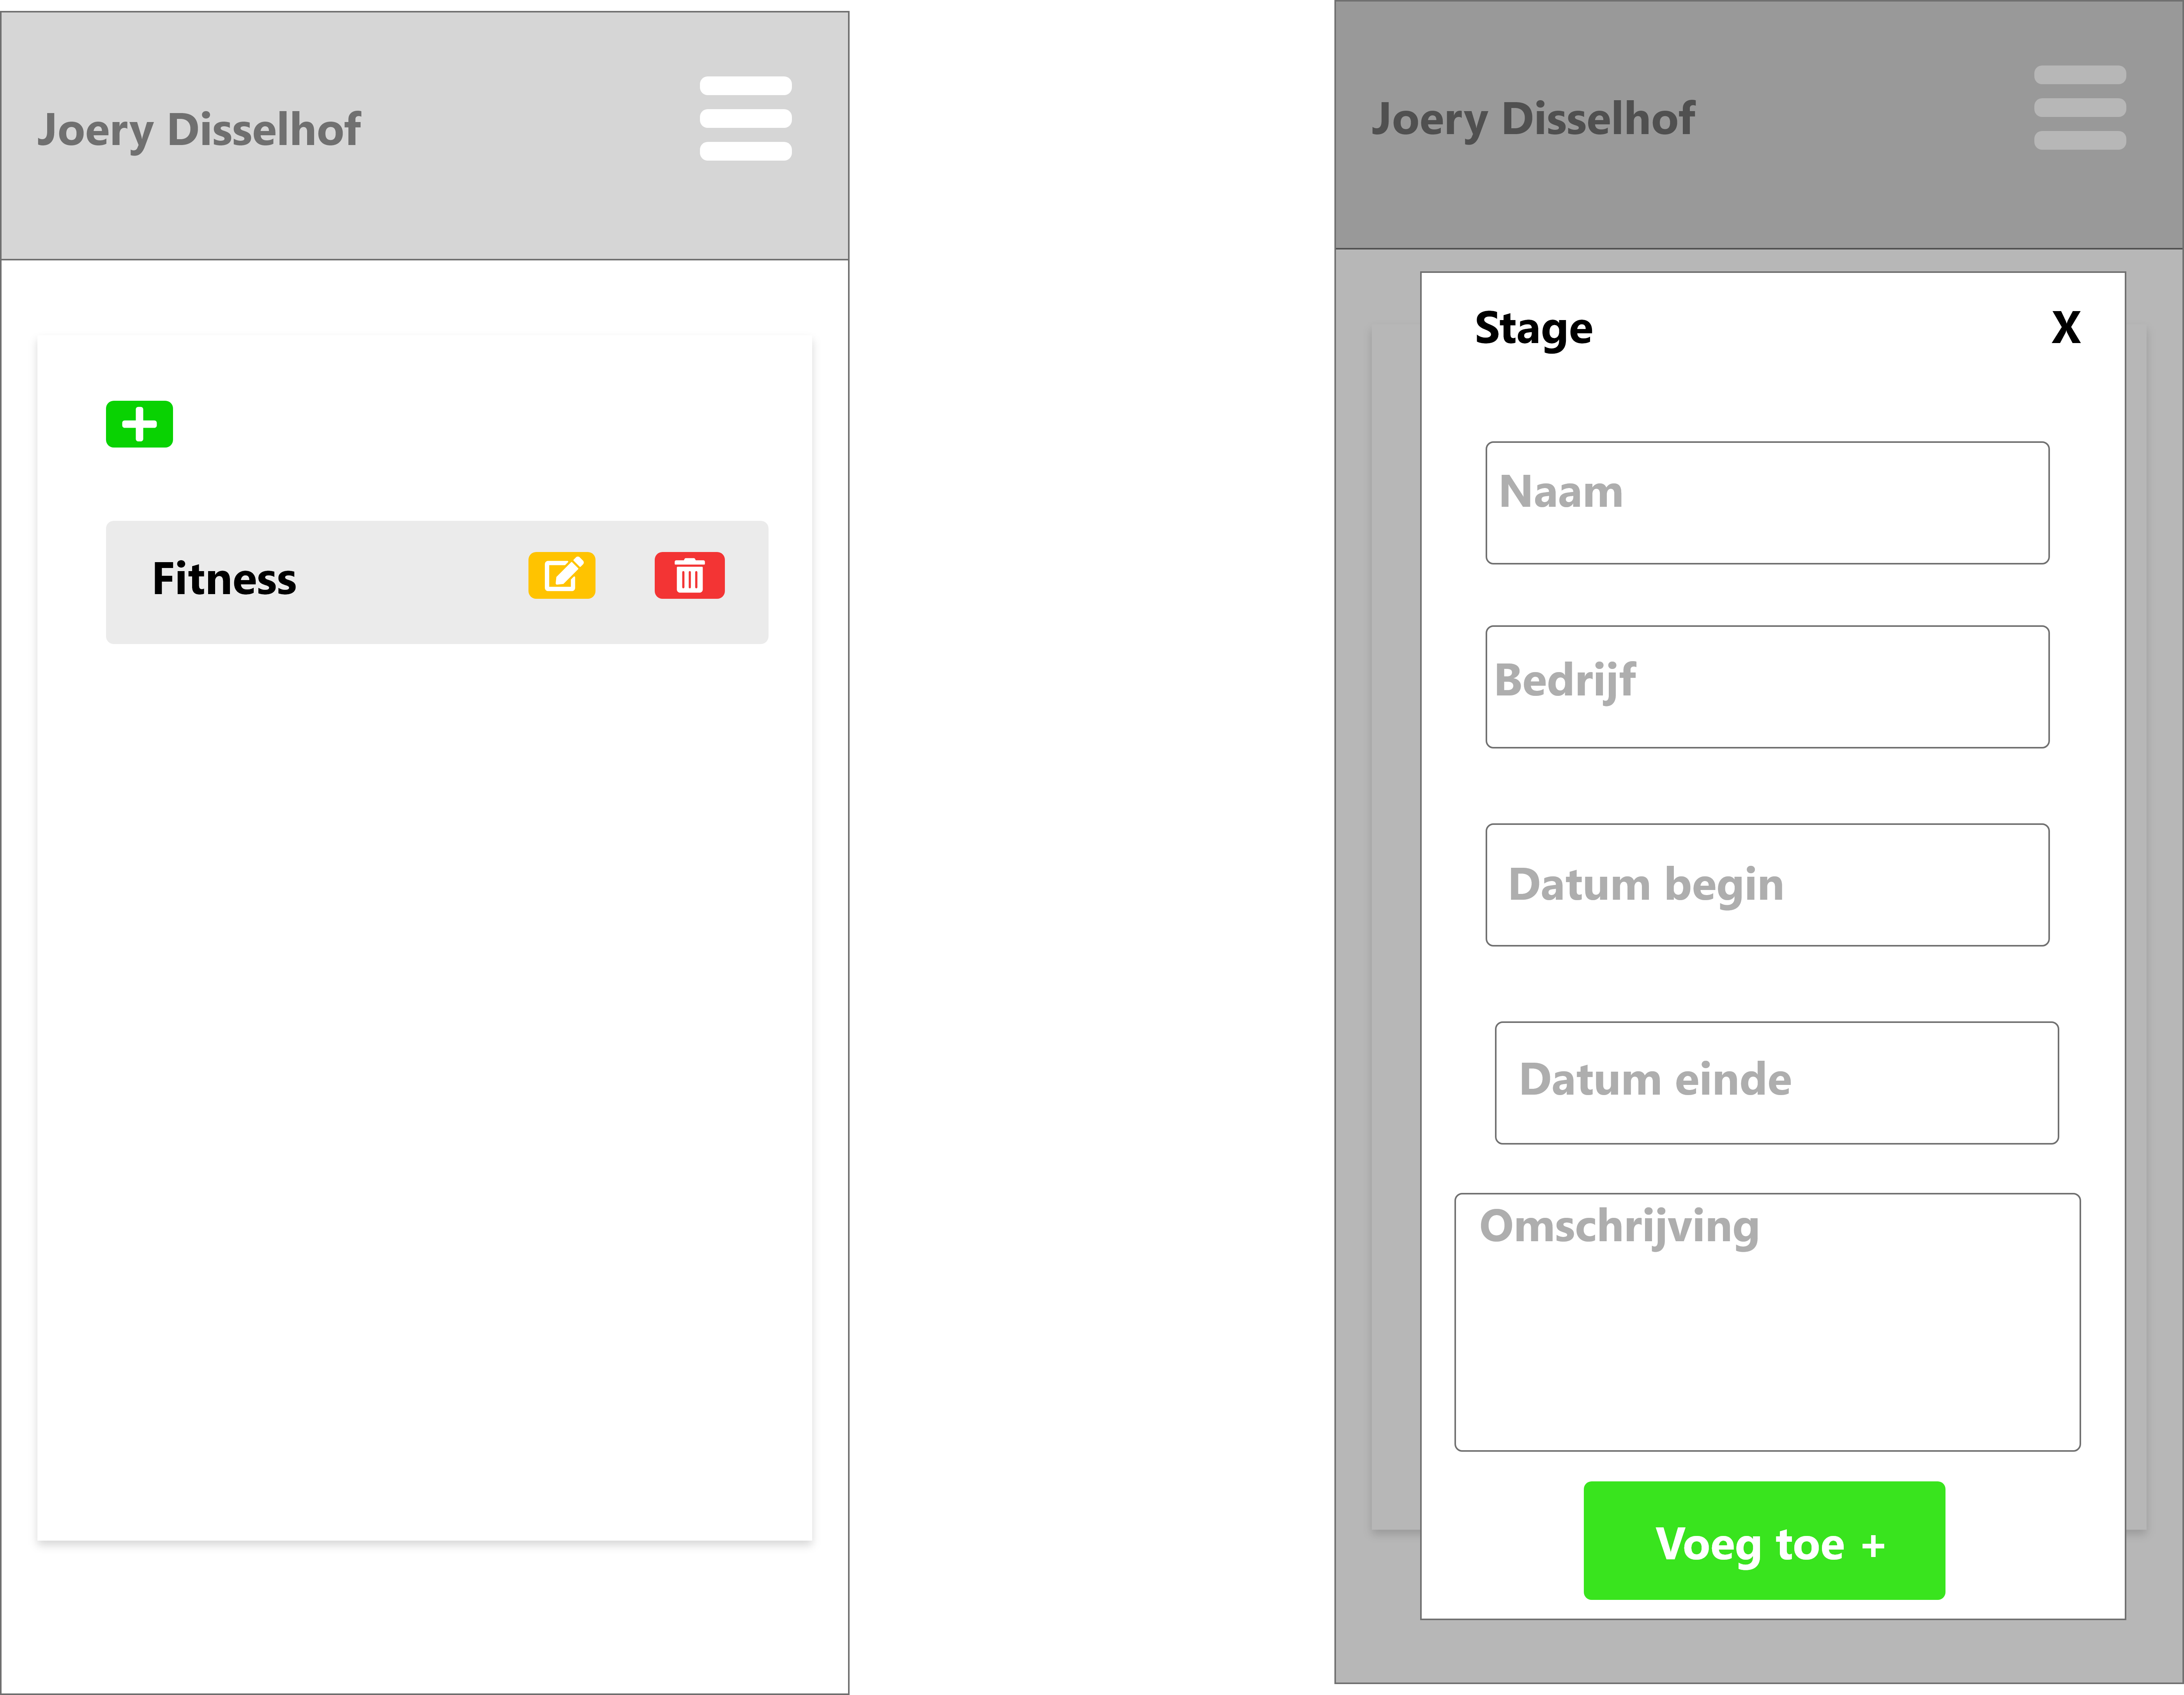 Joery Disselhof
Fitness
Joery Disselhof
Stage
X
Naam
Bedrijf
Datum begin
Datum einde
Omschrijving
Voeg toe +